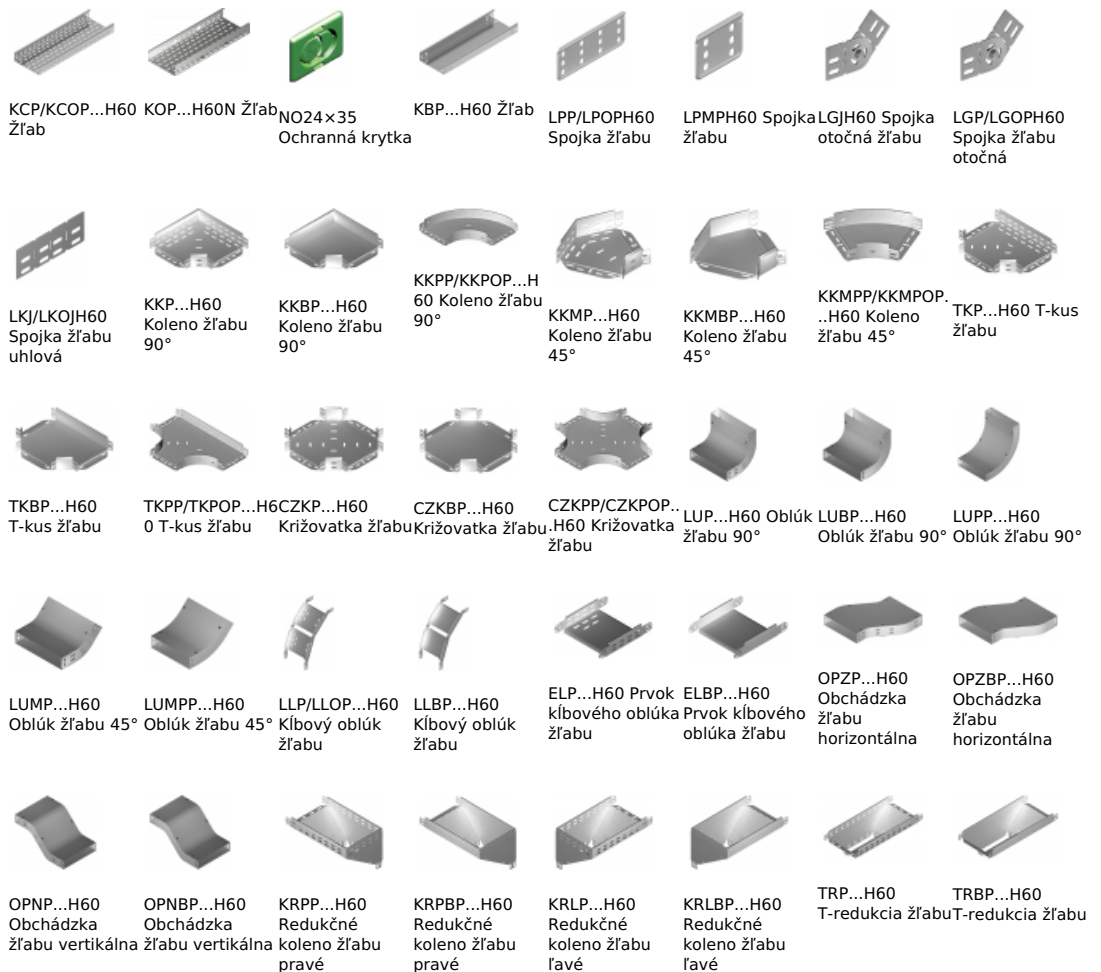 KCP/KCOP...H60
Žľab
KOP...H60N Žľab
NO24×35
Ochranná krytka
KBP...H60 Žľab
LPP/LPOPH60
Spojka žľabu
LPMPH60 Spojka
žľabu
LGJH60 Spojka
otočná žľabu
LGP/LGOPH60
Spojka žľabu
otočná
LKJ/LKOJH60
Spojka žľabu
uhlová
KKP...H60
Koleno žľabu
90°
KKBP...H60
Koleno žľabu
90°
KKPP/KKPOP...H
60 Koleno žľabu
90°
KKMP...H60
Koleno žľabu
45°
KKMBP...H60
Koleno žľabu
45°
KKMPP/KKMPOP.
..H60 Koleno
žľabu 45°
TKP...H60 T-kus
žľabu
TKBP...H60
T-kus žľabu
TKPP/TKPOP...H6
0 T-kus žľabu
CZKP...H60
Križovatka žľabu
CZKBP...H60
Križovatka žľabu
CZKPP/CZKPOP..
.H60 Križovatka
žľabu
LUP...H60 Oblúk
žľabu 90°
LUBP...H60
Oblúk žľabu 90°
LUPP...H60
Oblúk žľabu 90°
LUMP...H60
Oblúk žľabu 45°
LUMPP...H60
Oblúk žľabu 45°
LLP/LLOP...H60
Kĺbový oblúk
žľabu
LLBP...H60
Kĺbový oblúk
žľabu
ELP...H60 Prvok
kĺbového oblúka
žľabu
ELBP...H60
Prvok kĺbového
oblúka žľabu
OPZP...H60
Obchádzka
žľabu
horizontálna
OPZBP...H60
Obchádzka
žľabu
horizontálna
OPNP...H60
Obchádzka
žľabu vertikálna
OPNBP...H60
Obchádzka
žľabu vertikálna
KRPP...H60
Redukčné
koleno žľabu
pravé
KRPBP...H60
Redukčné
koleno žľabu
pravé
KRLP...H60
Redukčné
koleno žľabu
ľavé
KRLBP...H60
Redukčné
koleno žľabu
ľavé
TRP...H60
T-redukcia žľabu
TRBP...H60
T-redukcia žľabu